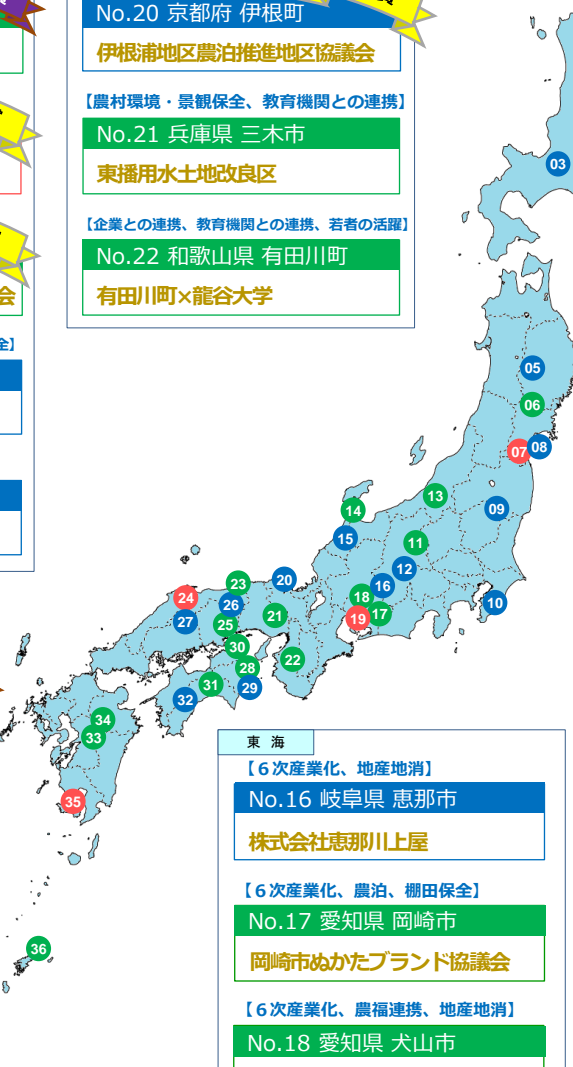 No.20 京都府 伊根町
伊根浦地区農泊推進地区協議会
【農村環境・景観保全、教育機関との連携】
No.21 兵庫県 三木市
東播用水土地改良区
【企業との連携、教育機関との連携、若者の活躍】
No.22 和歌山県 有田川町
有田川町×龍谷大学
会
全】
03
05
06
07
08
13
14
09
15
11
12
20
23
16
24
26
18
10
27
25
21
19
17
30
22
28
31
29
32
34
33
35
36
東 海
【６次産業化、地産地消】
No.16 岐阜県 恵那市
株式会社恵那川上屋
【６次産業化、農泊、棚田保全】
No.17 愛知県 岡崎市
岡崎市ぬかたブランド協議会
【６次産業化、農福連携、地産地消】
No.18 愛知県 犬山市